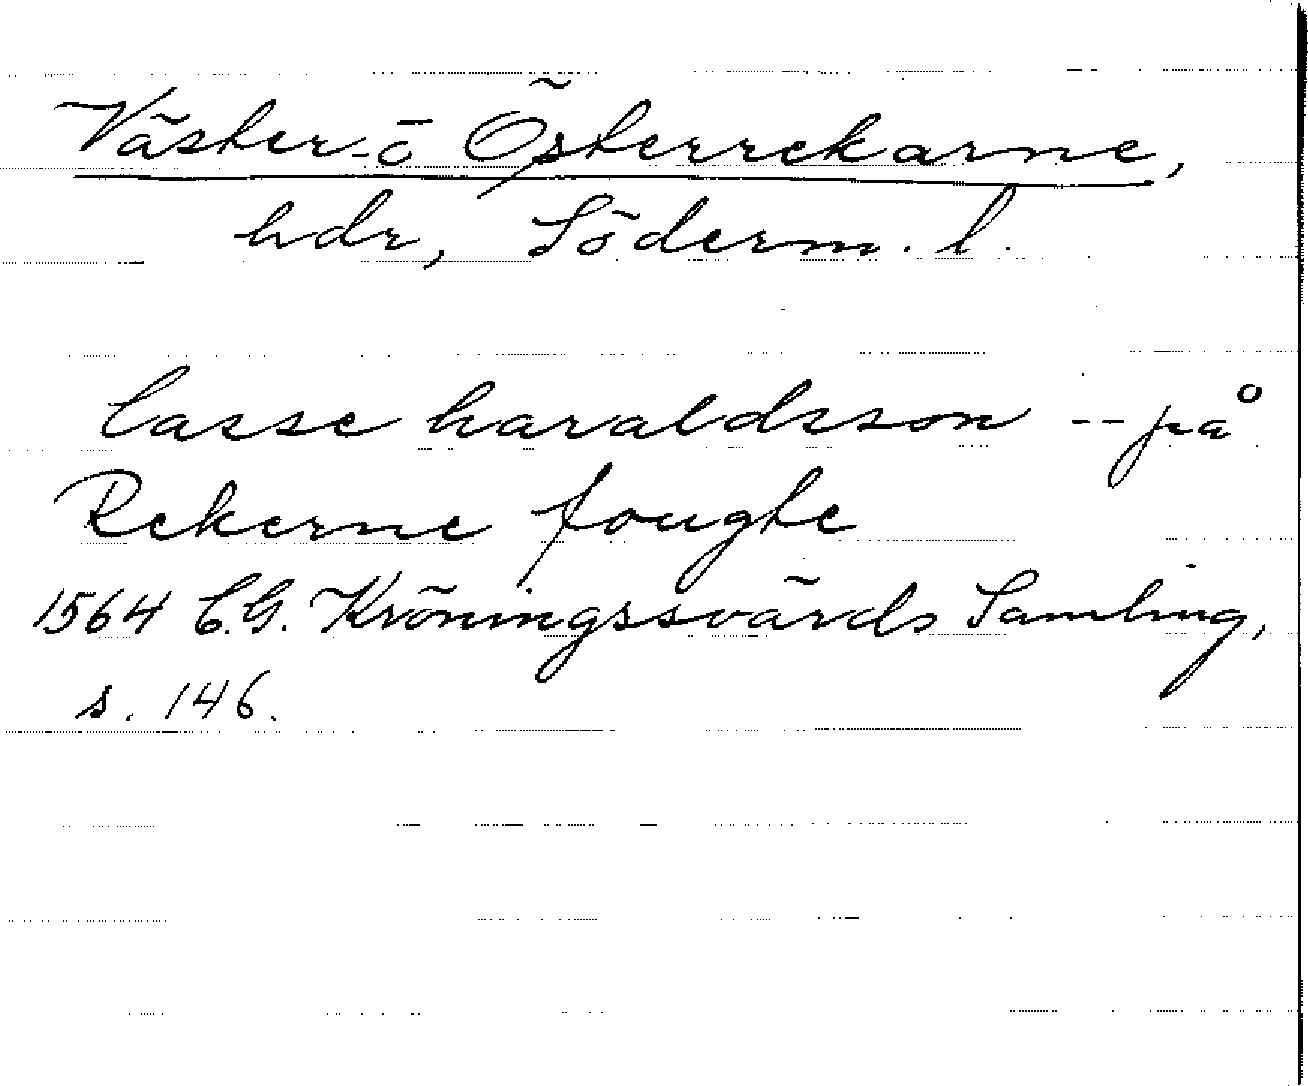 Väster- ö Österrekarne,
hdr, Söderm. l.
lasse haraldsson -- på
Rekerne fougte
1564 C.G. Kröningssvärds Samling,
s. 146.